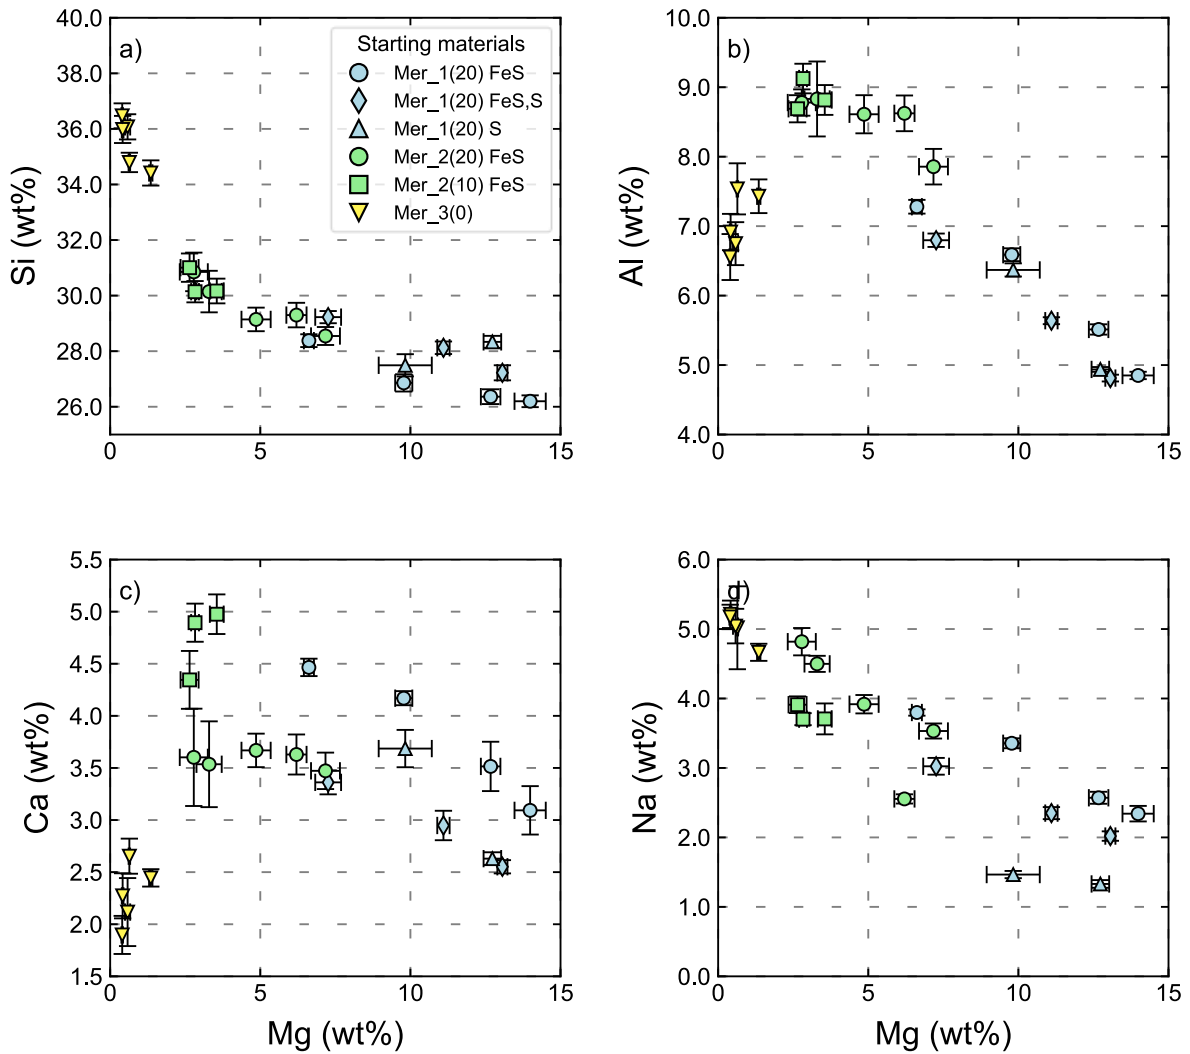 a)
Si (wt%)
40.0
38.0
36.0
34.0
32.0
30.0
28.0
26.0
0
5
10
15
Starting materials
Mer_1(20) FeS
Mer_1(20) FeS,S
Mer_1(20) S
Mer_2(20) FeS
Mer_2(10) FeS
Mer_3(0)
b)
Al (wt%)
10.0
9.0
8.0
7.0
6.0
5.0
4.0
0
5
10
15
c)
Ca (wt%)
5.5
5.0
4.5
4.0
3.5
3.0
2.5
2.0
1.5
0
5
10
15
Mg (wt%)
d)
Na (wt%)
6.0
5.0
4.0
3.0
2.0
1.0
0.0
0
5
10
15
Mg (wt%)